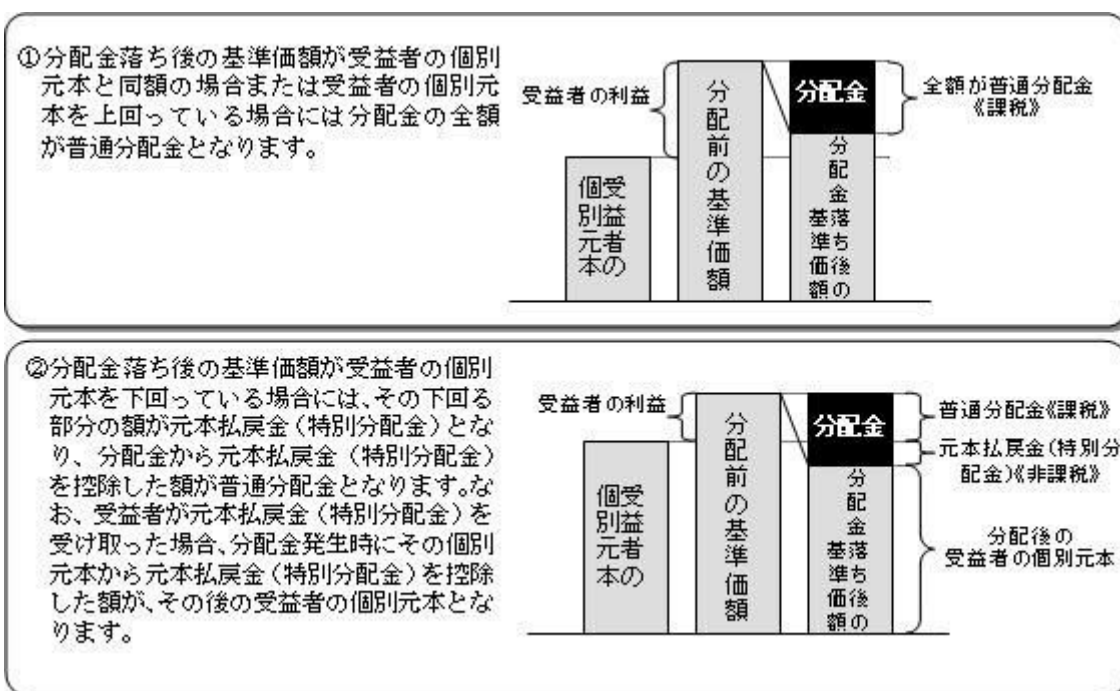 ①分配金落ち後の基準価額が受益者の個別
元本と同額の場合または受益者の個別元
本を上回っている場合には分配金の全額
が普通分配金となります。
受益者の利益
受益者の
個別元本
分配前の基準価額
分配金
分配金落ち後の
基準価額
全額が普通分配金
《課税》
②分配金落ち後の基準価額が受益者の個別
元本を下回っている場合には、その下回る
部分の額が元本払戻金(特別分配金)とな
り、分配金から元本払戻金(特別分配金)
を控除した額が普通分配金となります。な
お、受益者が元本払戻金(特別分配金)を
受け取った場合、分配金発生時にその個別
元本から元本払戻金(特別分配金)を控除
した額が、その後の受益者の個別元本とな
ります。
受益者の利益
受益者の
個別元本
分配前の基準価額
分配金
分配金落ち後の
基準価額
普通分配金《課税》
元本払戻金(特別分
配金)《非課税》
分配後の
受益者の個別元本